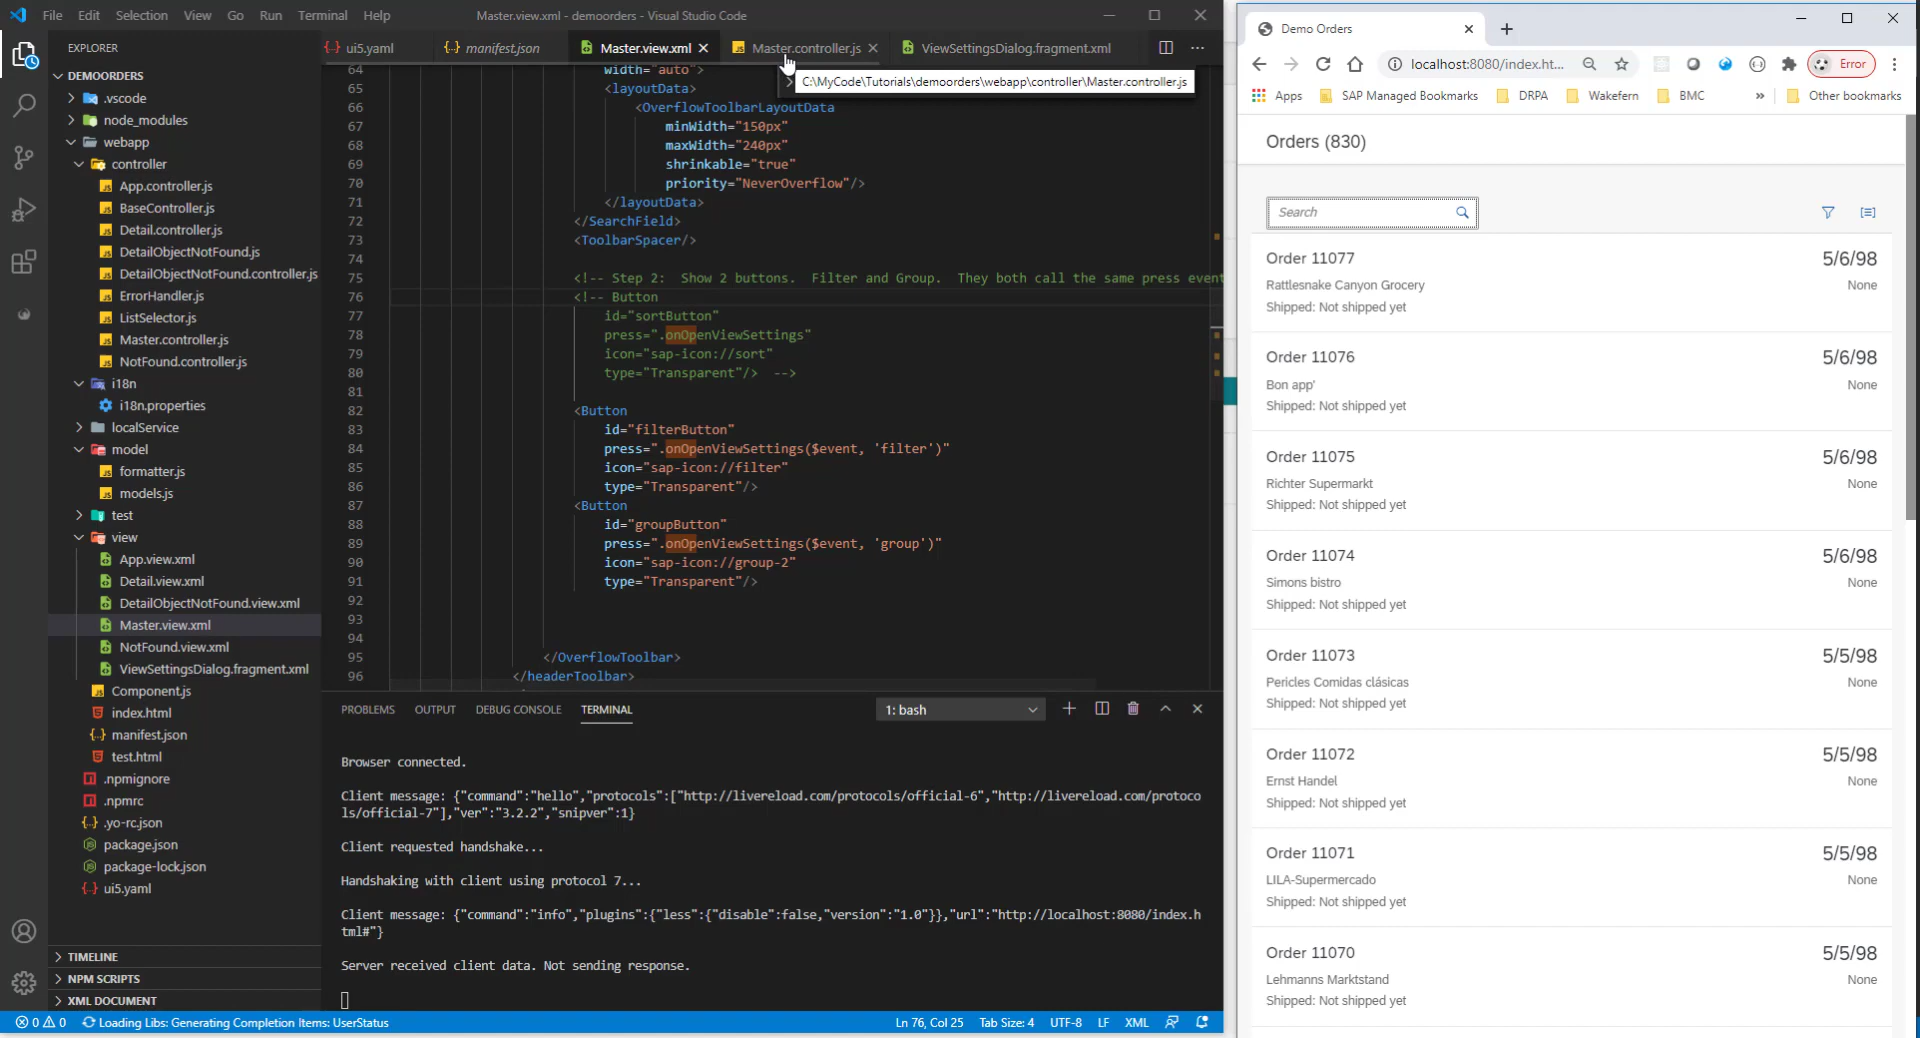 File Edit Selection View Go Run Terminal Help
Master.view.xml - demoorders - Visual Studio Code
EXPLORER
DEMOORDERS
.vscode
node_modules
webapp
controller
App.controller.js
BaseController.js
Detail.controller.js
DetailObjectNotFound.js
DetailObjectNotFound.controller.js
ErrorHandler.js
ListSelector.js
Master.controller.js
NotFound.controller.js
i18n
i18n.properties
localService
model
formatter.js
models.js
test
view
App.view.xml
Detail.view.xml
DetailObjectNotFound.view.xml
Master.view.xml
NotFound.view.xml
ViewSettingsDialog.fragment.xml
Component.js
index.html
manifest.json
test.html
.npmignore
.npmrc
.yo-rc.json
package.json
package-lock.json
ui5.yaml
TIMELINE
NPM SCRIPTS
XML DOCUMENT
ui5.yaml
manifest.json
Master.view.xml
Master.controller.js
ViewSettingsDialog.fragment.xml
C:\MyCode\Tutorials\demoorders\webapp\controller\Master.controller.js
64 width="auto">
65 <layoutData>
66 <OverflowToolbarLayoutData
67 minWidth="150px"
68 maxWidth="240px"
69 shrinkable="true"
70 priority="NeverOverflow"/>
71 </layoutData>
72 </SearchField>
73 <ToolbarSpacer/>
74
75 <!-- Step 2:  Show 2 buttons.  Filter and Group.  They both call the same press event
76 <!-- Button
77 id="sortButton"
78 press=".onOpenViewSettings"
79 icon="sap-icon://sort"
80 type="Transparent"/>  -->
81
82 <Button
83 id="filterButton"
84 press=".onOpenViewSettings($event, 'filter')"
85 icon="sap-icon://filter"
86 type="Transparent"/>
87 <Button
88 id="groupButton"
89 press=".onOpenViewSettings($event, 'group')"
90 icon="sap-icon://group-2"
91 type="Transparent"/>
92
93
94
95 </OverflowToolbar>
96 </headerToolbar>
PROBLEMS OUTPUT DEBUG CONSOLE TERMINAL
1: bash
Browser connected.
Client message: {"command":"hello","protocols":["http://livereload.com/protocols/official-6","http://livereload.com/protoco
ls/official-7"],"ver":"3.2.2","snipver":1}
Client requested handshake...
Handshaking with client using protocol 7...
Client message: {"command":"info","plugins":{"less":{"disable":false,"version":"1.0"}},"url":"http://localhost:8080/index.h
tml#"}
Server received client data. Not sending response.
0 0 Loading Libs: Generating Completion Items: UserStatus
Ln 76, Col 25 Tab Size: 4 UTF-8 LF XML
Demo Orders
localhost:8080/index.ht...
Error
Apps SAP Managed Bookmarks DRPA Wakefern BMC » Other bookmarks
Orders (830)
Search
Order 11077 5/6/98
Rattlesnake Canyon Grocery None
Shipped: Not shipped yet
Order 11076 5/6/98
Bon app' None
Shipped: Not shipped yet
Order 11075 5/6/98
Richter Supermarkt None
Shipped: Not shipped yet
Order 11074 5/6/98
Simons bistro None
Shipped: Not shipped yet
Order 11073 5/5/98
Pericles Comidas clásicas None
Shipped: Not shipped yet
Order 11072 5/5/98
Ernst Handel None
Shipped: Not shipped yet
Order 11071 5/5/98
LILA-Supermercado None
Shipped: Not shipped yet
Order 11070 5/5/98
Lehmanns Marktstand None
Shipped: Not shipped yet